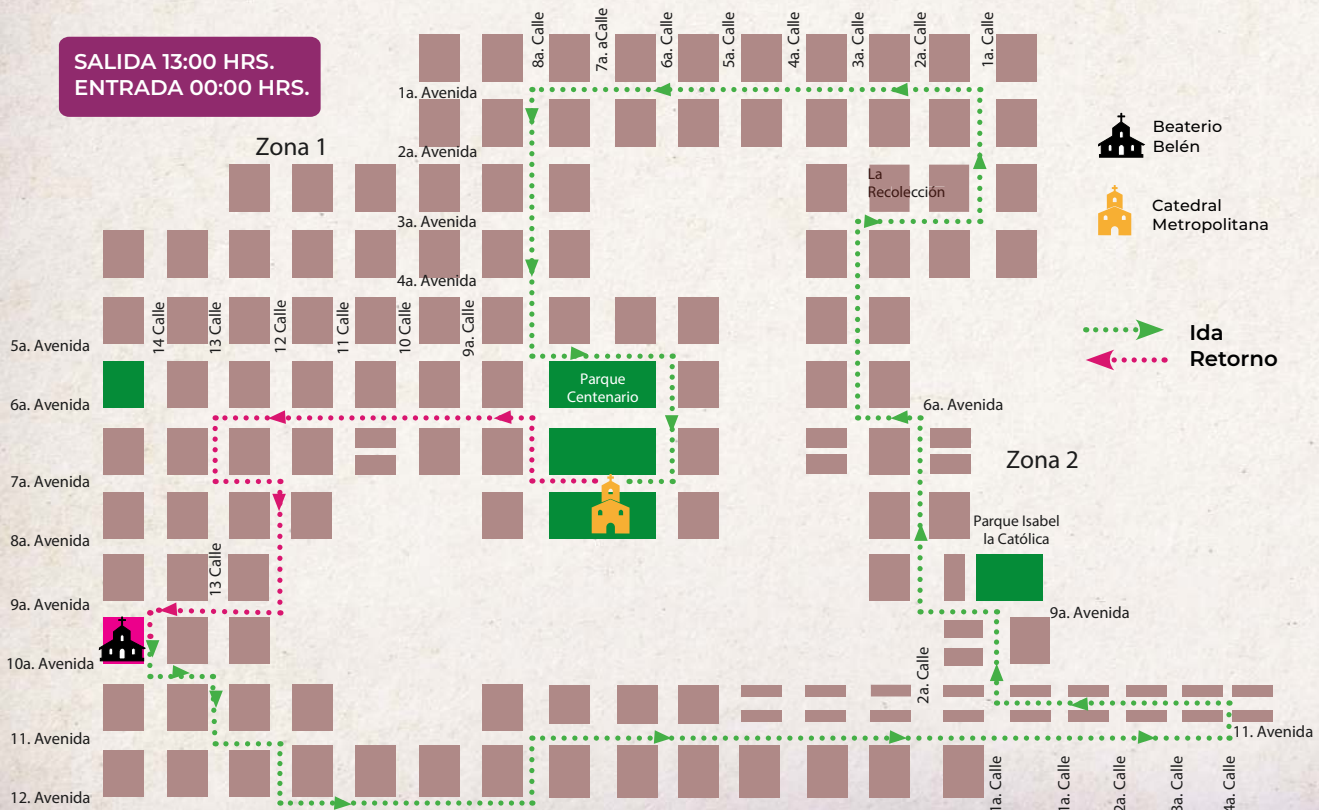 SALIDA 13:00 HRS.
ENTRADA 00:00 HRS.
8a. Calle
7a. aCalle
6a. Calle
5a. Calle
4a. Calle
3a. Calle
2a. Calle
1a. Calle
1a. Avenida
Zona 1
2a. Avenida
3a. Avenida
4a. Avenida
La
Recolección
Beaterio
Belén
Catedral
Metropolitana
Ida
Retorno
14 Calle
13 Calle
12 Calle
11 Calle
10 Calle
9a. Calle
5a. Avenida
6a. Avenida
Parque
Centenario
6a. Avenida
Zona 2
7a. Avenida
8a. Avenida
Parque Isabel
la Católica
13 Calle
9a. Avenida
9a. Avenida
10a. Avenida
2a. Calle
11. Avenida
11. Avenida
12. Avenida
1a. Calle
1a. Calle
2a. Calle
3a. Calle
4a. Calle